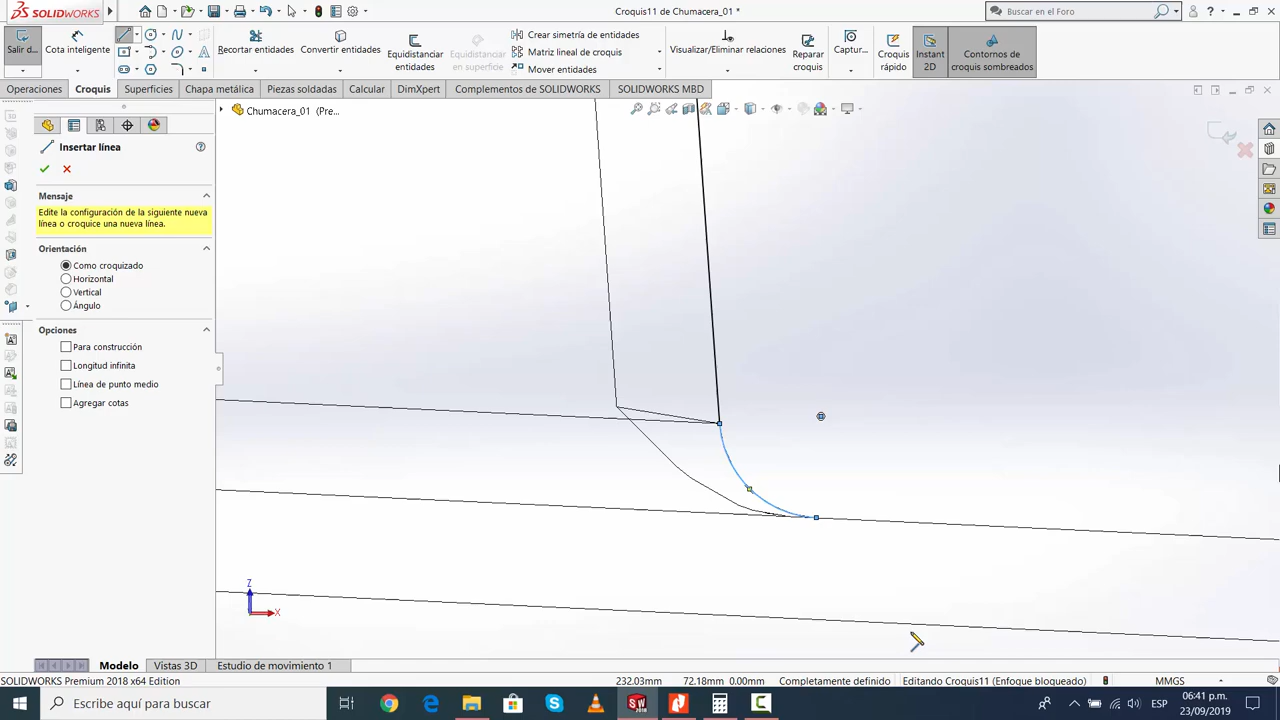 SOLIDWORKS
Croquis11 de Chumacera_01 *
Buscar en el Foro
Salir d...
Cota inteligente
Recortar entidades
Convertir entidades
Equidistanciar entidades
Equidistanciar en superficie
Crear simetría de entidades
Matriz lineal de croquis
Mover entidades
Visualizar/Eliminar relaciones
Reparar croquis
Captur...
Croquis rápido
Instant 2D
Contornos de croquis sombreados
Operaciones
Croquis
Superficies
Chapa metálica
Piezas soldadas
Calcular
DimXpert
Complementos de SOLIDWORKS
SOLIDWORKS MBD
Chumacera_01 (Pre...
Insertar línea
Mensaje
Edite la configuración de la siguiente nueva
línea o croquice una nueva línea.
Orientación
Como croquizado
Horizontal
Vertical
Ángulo
Opciones
Para construcción
Longitud infinita
Línea de punto medio
Agregar cotas
Z
X
Modelo
Vistas 3D
Estudio de movimiento 1
SOLIDWORKS Premium 2018 x64 Edition
232.03mm
72.18mm 0.00mm
Completamente definido
Editando Croquis11 (Enfoque bloqueado)
MMGS
Escribe aquí para buscar
ESP
06:41 p.m.
23/09/2019